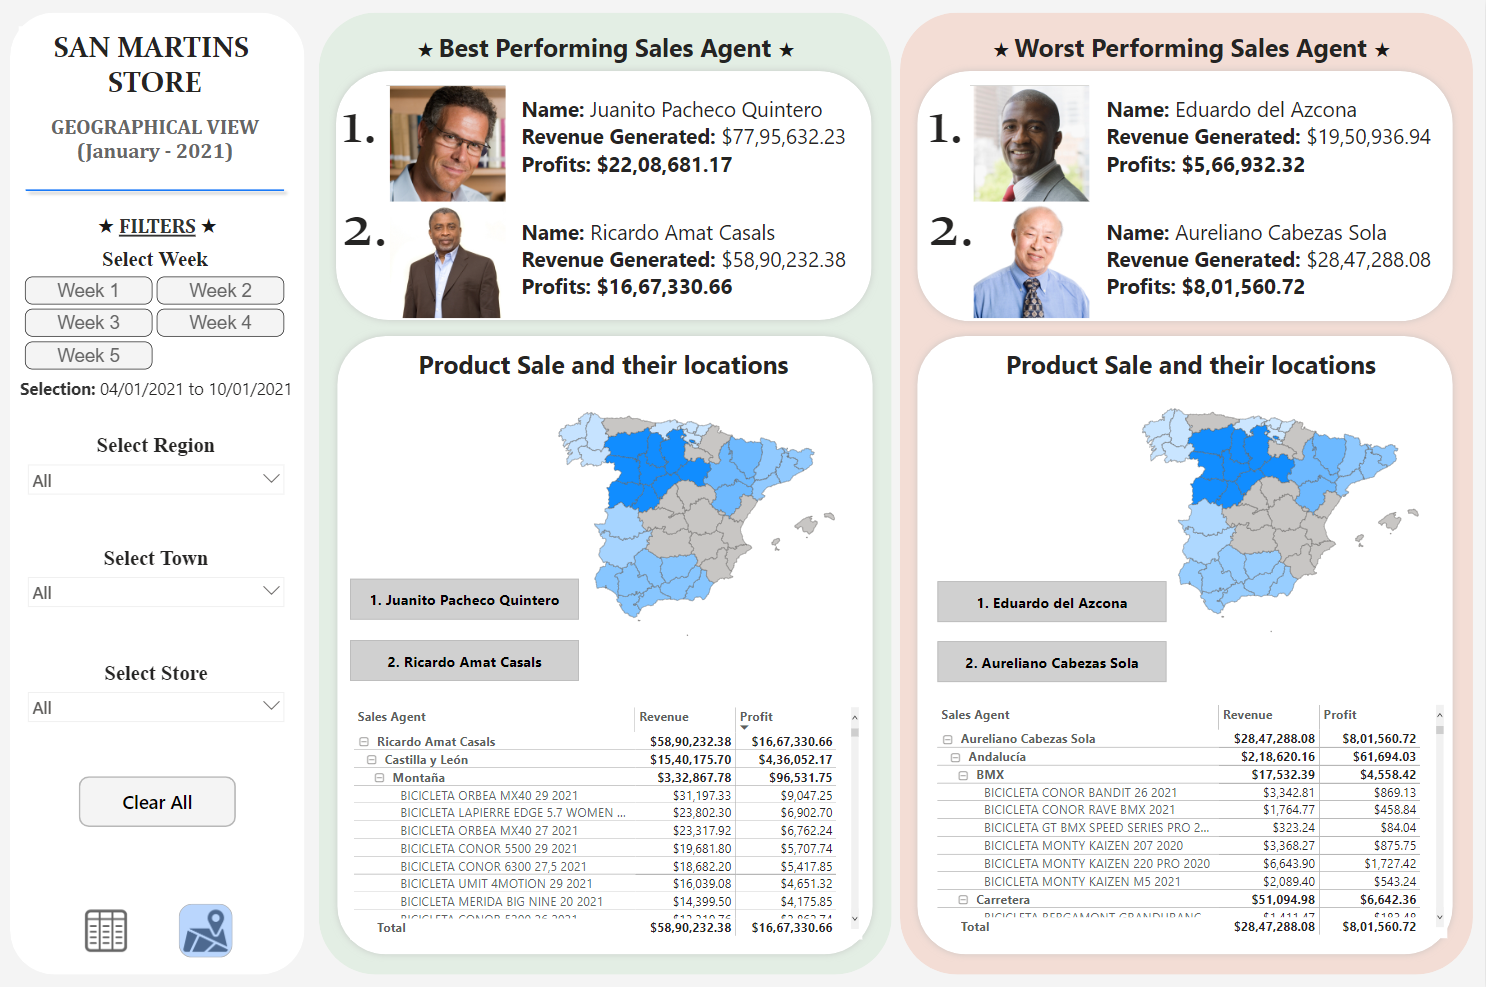 SAN MARTINS
STORE
GEOGRAPHICAL VIEW
(January - 2021)
★ FILTERS ★
Select Week
Week 1
Week 2
Week 3
Week 4
Week 5
Selection: 04/01/2021 to 10/01/2021
Select Region
All
Select Town
All
Select Store
All
Clear All
★ Best Performing Sales Agent ★
1.
Name: Juanito Pacheco Quintero
Revenue Generated: $77,95,632.23
Profits: $22,08,681.17
2.
Name: Ricardo Amat Casals
Revenue Generated: $58,90,232.38
Profits: $16,67,330.66
Product Sale and their locations
1. Juanito Pacheco Quintero
2. Ricardo Amat Casals
Sales Agent Revenue Profit
Ricardo Amat Casals $58,90,232.38 $16,67,330.66
Castilla y León $15,40,175.70 $4,36,052.17
Montaña $3,32,867.78 $96,531.75
BICICLETA ORBEA MX40 29 2021 $31,197.33 $9,047.25
BICICLETA LAPIERRE EDGE 5.7 WOMEN ... $23,802.30 $6,902.70
BICICLETA ORBEA MX40 27 2021 $23,317.92 $6,762.24
BICICLETA CONOR 5500 29 2021 $19,681.80 $5,707.74
BICICLETA CONOR 6300 27,5 2021 $18,682.20 $5,417.85
BICICLETA UMIT 4MOTION 29 2021 $16,039.08 $4,651.32
BICICLETA MERIDA BIG NINE 20 2021 $14,399.50 $4,175.85
Total $58,90,232.38 $16,67,330.66
★ Worst Performing Sales Agent ★
1.
Name: Eduardo del Azcona
Revenue Generated: $19,50,936.94
Profits: $5,66,932.32
2.
Name: Aureliano Cabezas Sola
Revenue Generated: $28,47,288.08
Profits: $8,01,560.72
Product Sale and their locations
1. Eduardo del Azcona
2. Aureliano Cabezas Sola
Sales Agent Revenue Profit
Aureliano Cabezas Sola $28,47,288.08 $8,01,560.72
Andalucía $2,18,620.16 $61,694.03
BMX $17,532.39 $4,558.42
BICICLETA CONOR BANDIT 26 2021 $3,342.81 $869.13
BICICLETA CONOR RAVE BMX 2021 $1,764.77 $458.84
BICICLETA GT BMX SPEED SERIES PRO 2... $323.24 $84.04
BICICLETA MONTY KAIZEN 207 2020 $3,368.27 $875.75
BICICLETA MONTY KAIZEN 220 PRO 2020 $6,643.90 $1,727.42
BICICLETA MONTY KAIZEN M5 2021 $2,089.40 $543.24
Carretera $51,094.98 $6,642.36
Total $28,47,288.08 $8,01,560.72